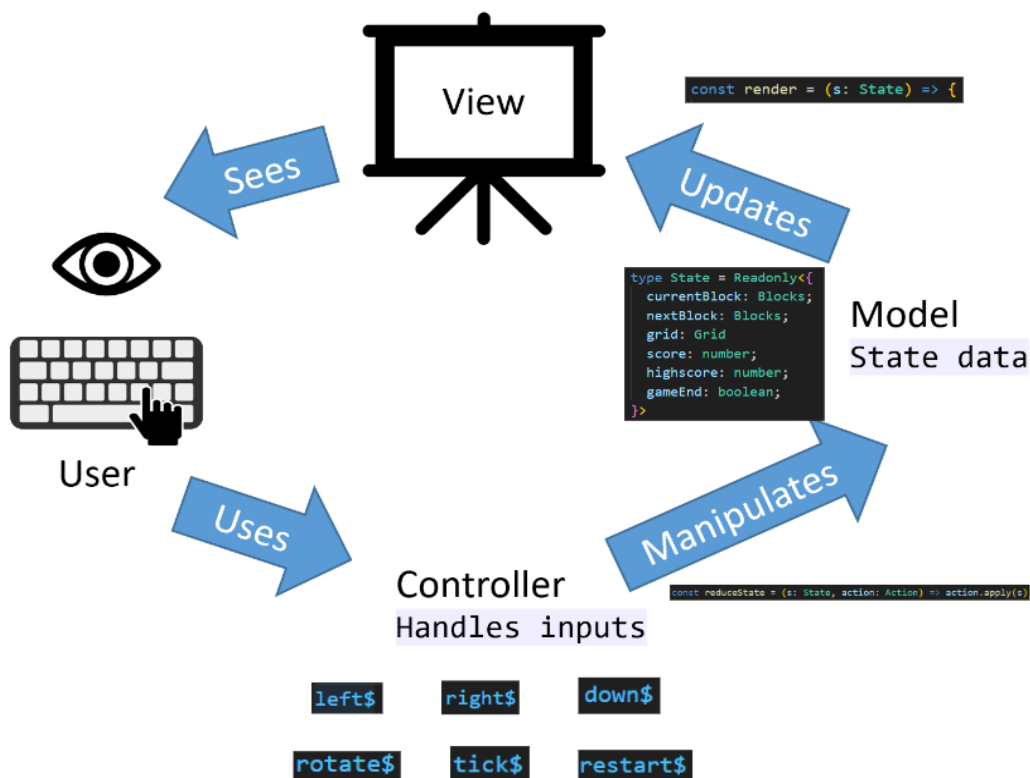 View
const render = (s: State) => {
Sees
Updates
type State = Readonly<{
currentBlock: Blocks;
nextBlock: Blocks;
grid: Grid
score: number;
highscore: number;
gameEnd: boolean;
}>
Model
State data
User
Uses
Manipulates
Controller
Handles inputs
const reduceState = (s: State, action: Action) => action.apply(s)
left$ right$ down$
rotate$ tick$ restart$